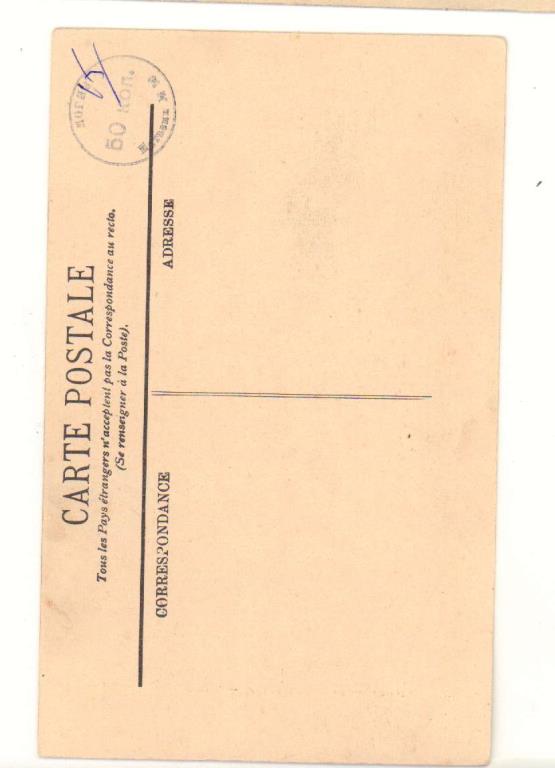 CARTE POSTALE
Tous les Pays étrangers n'acceptent pas la Correspondance au recto.
(Se renseigner à la Poste).
CORRESPONDANCE
ADRESSE
50 коп.